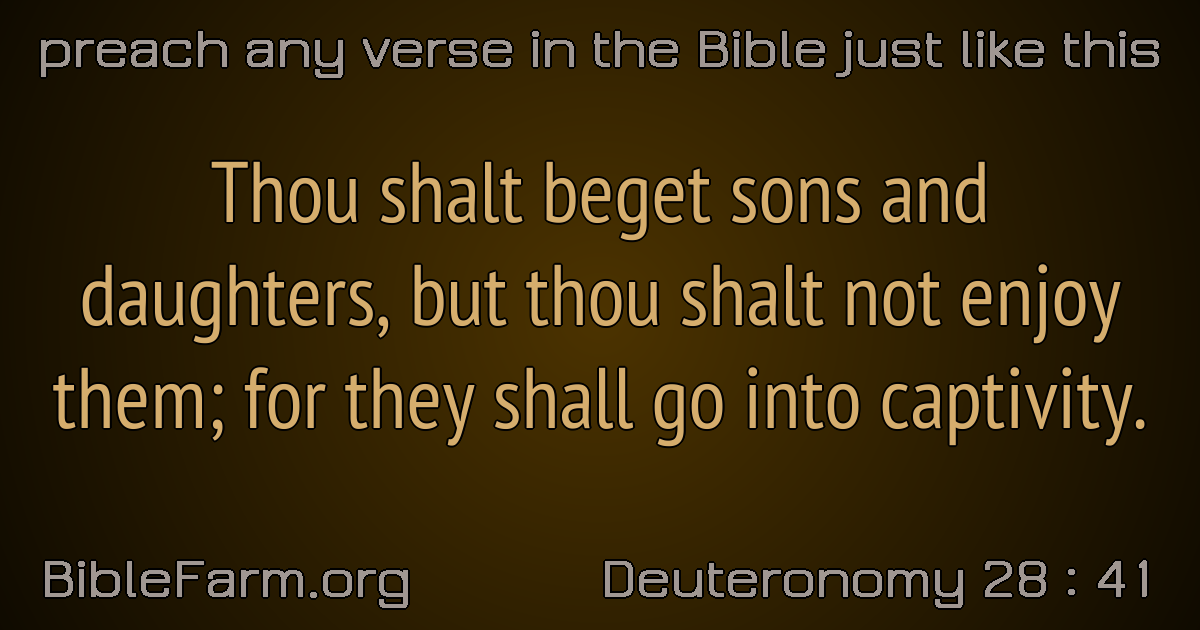 preach any verse in the Bible just like this
Thou shalt beget sons and
daughters, but thou shalt not enjoy
them; for they shall go into captivity.
BibleFarm.org
Deuteronomy 28 : 41